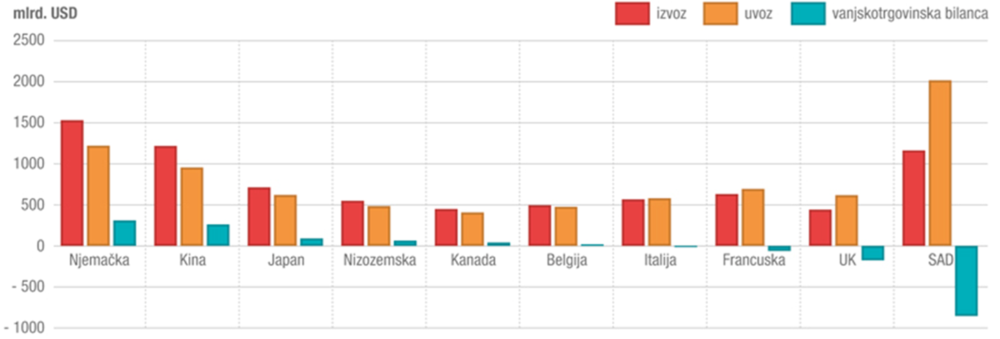 mlrd. USD
izvoz uvoz vanjskotrgovinska bilanca
2500
2000
1500
1000
500
0
Njemačka Kina Japan Nizozemska Kanada Belgija Italija Francuska UK SAD
- 500
- 1000